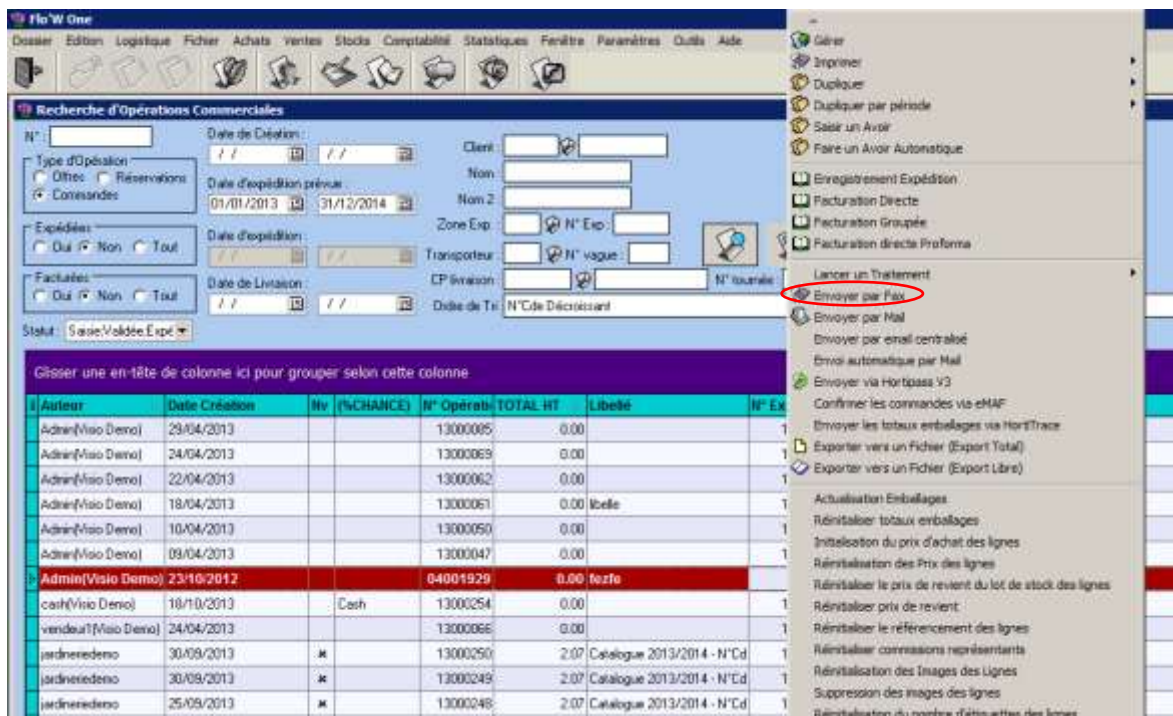 Flo'W One
Dossier Edition Logistique Fichier Achats Ventes Stocks Comptabilité Statistiques Fenêtre Paramètres Outils Aide
Recherche d'Opérations Commerciales
N° :
Type d'Opération
Offres Réservations
Commandes
Expédiées
Oui Non Tout
Facturées
Oui Non Tout
Statut : Saisie;Validée;Expé
Date de Création :
/ / / /
Date d'expédition prévue
01/01/2013 31/12/2014
Date d'expédition :
/ / / /
Date de Livraison :
/ / / /
Client
Nom
Nom 2
Zone Exp. N° Exp.
Transporteur N° vague
CP livraison N° tournée
Ordre de Tri N°Cde Décroissant
Glisser une en-tête de colonne ici pour grouper selon cette colonne
Auteur Date Création Nv (%CHANCE) N° Opérati TOTAL HT Libellé N° Ex
Admin(Visio Demo) 29/04/2013 13000085 0.00
Admin(Visio Demo) 24/04/2013 13000069 0.00
Admin(Visio Demo) 22/04/2013 13000062 0.00
Admin(Visio Demo) 18/04/2013 13000061 0.00 libelle
Admin(Visio Demo) 10/04/2013 13000050 0.00
Admin(Visio Demo) 09/04/2013 13000047 0.00
Admin(Visio Demo) 23/10/2012 04001929 0.00 fezfe
cash(Visio Demo) 18/10/2013 Cash 13000254 0.00
vendeur1(Visio Demo) 24/04/2013 13000066 0.00
jardineriedemo 30/09/2013 x 13000250 2.07 Catalogue 2013/2014 - N°Cd
jardineriedemo 30/09/2013 x 13000249 2.07 Catalogue 2013/2014 - N°Cd
jardineriedemo 25/09/2013 x 13000248 2.07 Catalogue 2013/2014 - N°Cd
Gérer
Imprimer
Dupliquer
Dupliquer par période
Saisir un Avoir
Faire un Avoir Automatique
Enregistrement Expédition
Facturation Directe
Facturation Groupée
Facturation directe Proforma
Lancer un Traitement
Envoyer par Fax
Envoyer par Mail
Envoyer par email centralisé
Envoi automatique par Mail
Envoyer via Hortipass V3
Confirmer les commandes via eMAF
Envoyer les totaux emballages via HortiTrace
Exporter vers un Fichier (Export Total)
Exporter vers un Fichier (Export Libre)
Actualisation Emballages
Réinitialiser totaux emballages
Initialisation du prix d'achat des lignes
Réinitialisation des Prix des lignes
Réinitialiser le prix de revient du lot de stock des lignes
Réinitialiser prix de revient
Réinitialiser le référencement des lignes
Réinitialiser commissions représentants
Réinitialisation des Images des Lignes
Suppression des images des lignes
Réinitialisation du nombre d'étiquettes des lignes